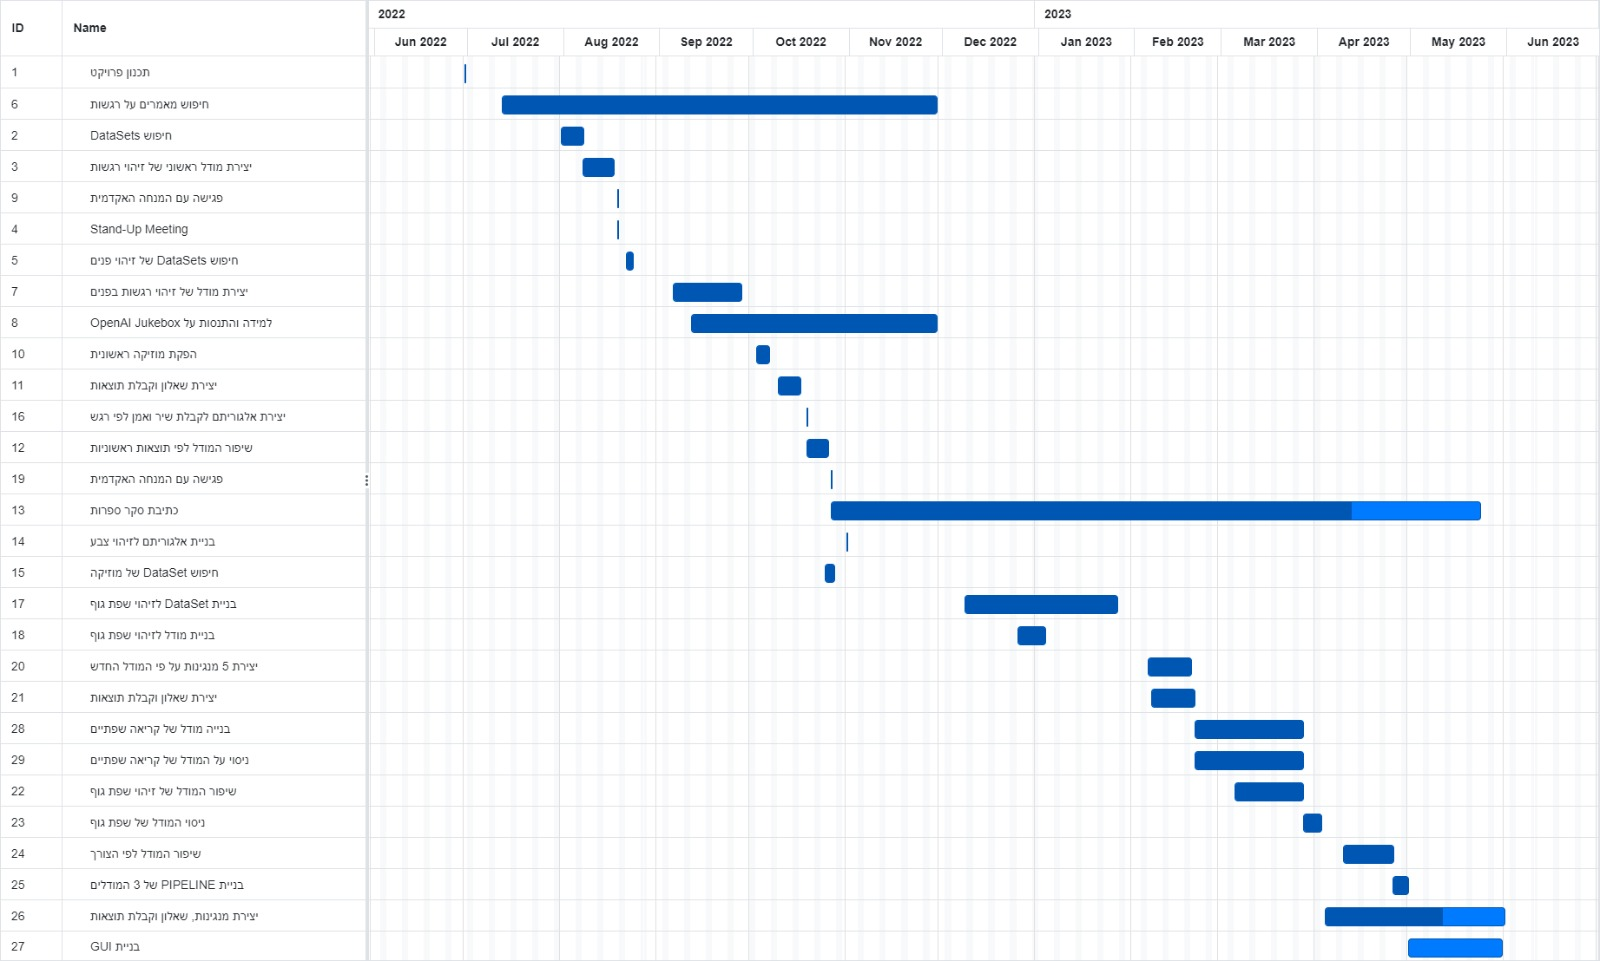 2022 2023
ID Name Jun 2022 Jul 2022 Aug 2022 Sep 2022 Oct 2022 Nov 2022 Dec 2022 Jan 2023 Feb 2023 Mar 2023 Apr 2023 May 2023 Jun 2023
1 תכנון פרויקט
6 חיפוש מאמרים על רגשות
2 חיפוש DataSets
3 יצירת מודל ראשוני של זיהוי רגשות
9 פגישה עם המנחה האקדמית
4 Stand-Up Meeting
5 חיפוש DataSets של זיהוי פנים
7 יצירת מודל של זיהוי רגשות בפנים
8 למידה והתנסות על OpenAI Jukebox
10 הפקת מוזיקה ראשונית
11 יצירת שאלון וקבלת תוצאות
16 יצירת אלגוריתם לקבלת שיר ואמן לפי רגש
12 שיפור המודל לפי תוצאות ראשוניות
19 פגישה עם המנחה האקדמית
13 כתיבת סקר ספרות
14 בניית אלגוריתם לזיהוי צבע
15 חיפוש DataSet של מוזיקה
17 בניית DataSet לזיהוי שפת גוף
18 בניית מודל לזיהוי שפת גוף
20 יצירת 5 מנגינות על פי המודל החדש
21 יצירת שאלון וקבלת תוצאות
28 בנייה מודל של קריאה שפתיים
29 ניסוי על המודל של קריאה שפתיים
22 שיפור המודל של זיהוי שפת גוף
23 ניסוי המודל של שפת גוף
24 שיפור המודל לפי הצורך
25 בניית PIPELINE של 3 המודלים
26 יצירת מנגינות, שאלון וקבלת תוצאות
27 בניית GUI